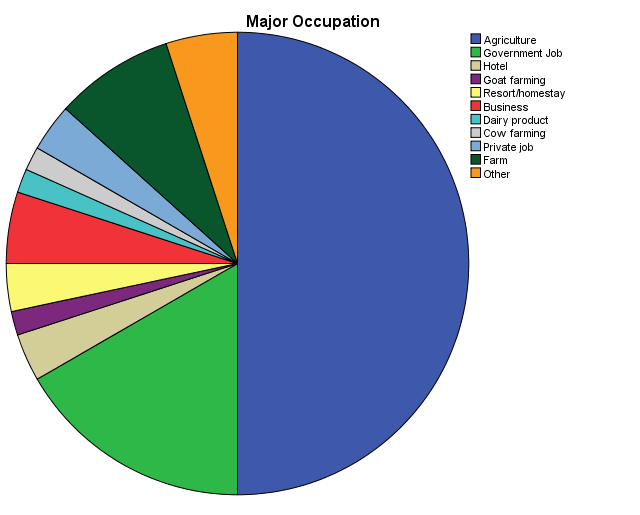 Major Occupation
Agriculture
Government Job
Hotel
Goat farming
Resort/homestay
Business
Dairy product
Cow farming
Private job
Farm
Other